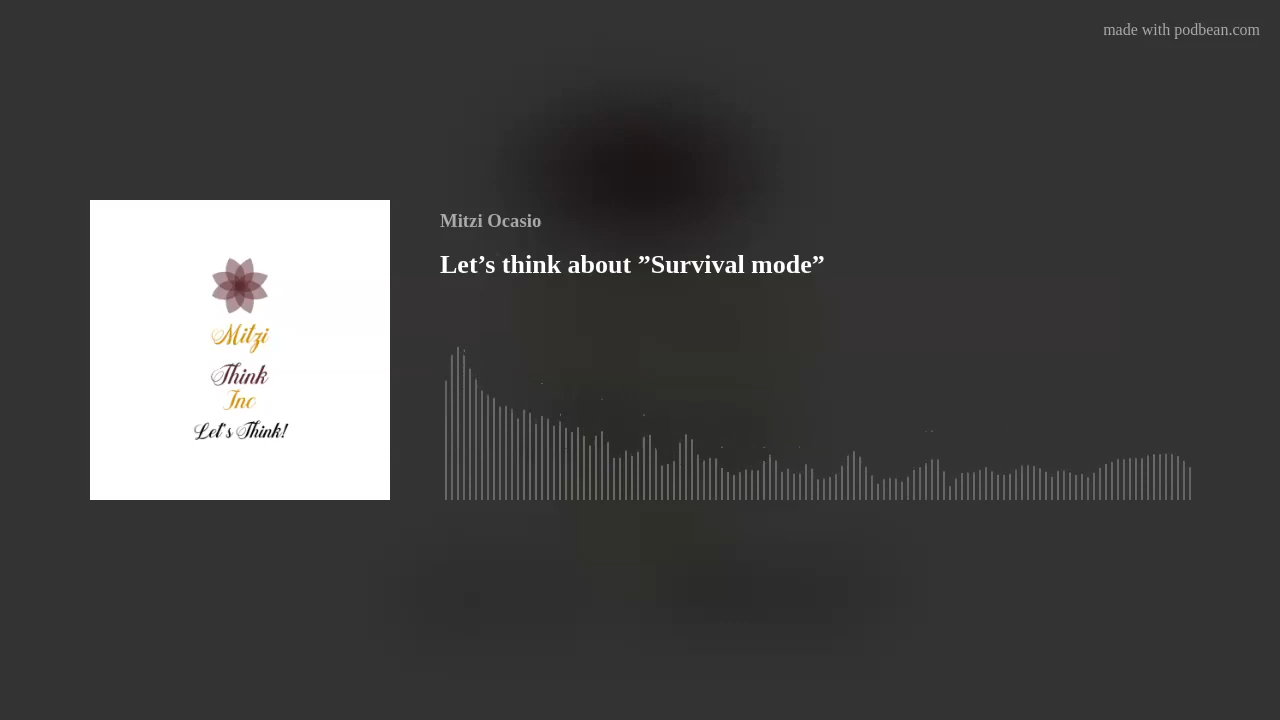 made with podbean.com
Mitzi Ocasio
Let’s think about ”Survival mode”
Mitzi
Think
Inc
Let's Think!